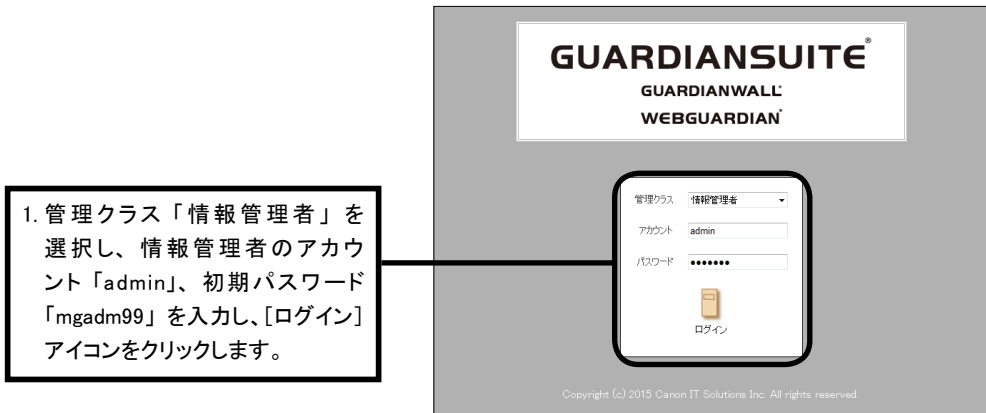 GUARDIANSUITE®
GUARDIANWALL
WEBGUARDIAN
1. 管理クラス「情報管理者」を
選択し、情報管理者のアカウ
ント「admin」、初期パスワード
「mgadm99」を入力し、[ログイン]
アイコンをクリックします。
管理クラス 情報管理者
アカウント admin
パスワード •••••••
ログイン
Copyright (c) 2015 Canon IT Solutions Inc. All rights reserved.